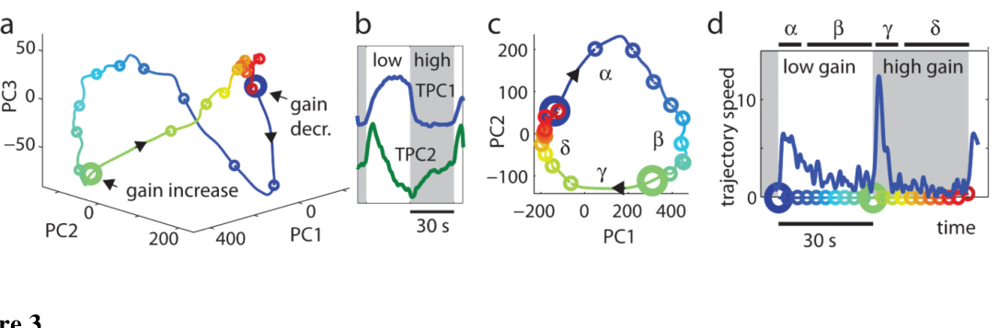 a
50
0
−50
PC3
0
200
PC2
400
0
PC1
gain
decr.
gain increase
b
low high
TPC1
TPC2
30 s
c
200
100
0
−100
PC2
−200 0 200 400
PC1
α
β
γ
δ
d
α β γ δ
low gain high gain
10
0
trajectory speed
time
30 s
re 3